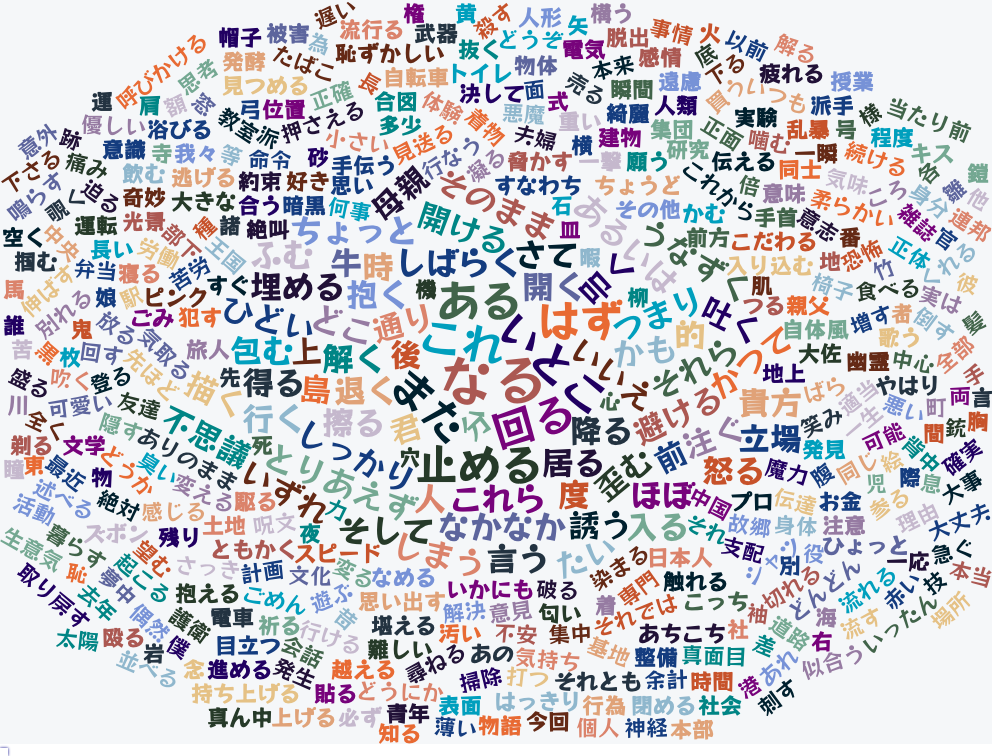 遅い
権
黄
殺す
人形
矢
構う
帽子
被害
為
流行る
武器
抜く
どうぞ
電気
脱出
事情
火
以前
解る
呼びかける
思考
発酵
たばこ
恥ずかしい
長
自転車
トイレ
物体
本来
感情
底
下る
疲れる
授業
見つめる
決して
面
売る
瞬間
遠慮
運
肩
弓
位置
正確
合図
体験
着物
悪魔
式
綺麗
人類
買う
いつも
派手
横
当たり前
優しい
浴びる
教室
派
押さえる
小さい
多少
見送る
夫婦
重い
建物
集団
正面
実験
乱暴
号
程度
キス
意外
跡
意識
寺
我々
等
命令
砂
手伝う
行なう
凝る
脅かす
横
一撃
願う
研究
伝える
噛む
一瞬
同士
続ける
名
鎧
下さる
痛み
飲む
逃げる
約束
好き
思い
母親
そのまま
すなわち
ちょうど
これから
倍
意味
気味
ころ
身分
誰
他
鳴らす
覗く
迫る
奇妙
大きな
合う
暗黒
何事
開ける
石
ある
その他
かむ
手首
意志
柔らかい
雑誌
連邦
運転
光景
部下
種
諸
絶叫
ちょっと
皿
いは
うなずく
前方
こだわる
番
官
空く
中央
長い
労働
王国
ふむ
牛
時
しばらく
さて
暇
入り込む
地
恐怖
正体
くれる
掴む
伸ばす
弁当
寝る
苦労
すぐ
埋める
抱く
機
ある
開く
白く
柳
肌
椅子
竹
食べる
実は
彼
馬
別れる
娘
駅
ピンク
ひどい
どこ
通り
これ
いとこ
はず
つまり
吐く
つる
親父
自体
風
増す
者
倒す
髪
誰
鬼
放る
ごみ
犯す
気取る
旅人
包む
上
解く
後
なる
いいえ
かも
的
それら
かつて
大佐
幽霊
歌う
中心
全部
苦
黒
枚
回す
先ほど
描く
先
得る
島
退く
また
回る
心
避ける
地上
ばら
適当
やはり
手
盛る
吹く
登る
友達
行く
擦る
君
降る
注ぐ
貴方
笑み
一生
悪い
町
両
言
川
可愛い
隠す
不思議
死
しっかり
穴
止める
居る
歪む
前
立場
発見
可能
背中
間
銃
胸
剃る
全く
文学
ありのまま
とりあえず
人
これら
度
ほぼ
怒る
魔力
腹
同じ
絵
際
息
確実
瞳
東
最近
物
どうか
臭い
変える
いずれ
力
中国
プロ
伝達
お金
児
参る
大事
述べる
絶対
感じる
駆る
そして
なかなか
誘う
入る
それ
故郷
身体
注意
理由
大丈夫
活動
ズボン
残り
土地
呪文
夜
しまう
言う
たい
日本人
支配
別
役
ひょっと
一応
急ぐ
生意気
暮らす
望む
ともかく
スピード
変る
なめる
染まる
触れる
メシ
どんどん
流れる
赤い
技
本当
取り戻す
恥
夢中
起こる
さっき
計画
文化
いかにも
破る
専門
こっち
袖
切れる
海
いったん
場所
去年
偶然
抱える
ごめん
遊ぶ
思い出す
解決
意見
匂い
着
それでは
道路
流す
太陽
殴る
護衛
電車
祈る
行ける
昔
堪える
汚い
不安
集中
あちこち
社
差
右
似合う
岩
僕
目立つ
会話
難しい
尋ねる
あの
気持ち
基地
整備
真面目
港
あれ
並べる
念
進める
発生
越える
掃除
打つ
それとも
余計
時間
刺す
持ち上げる
貼る
どうにか
表面
はっきり
行為
閉める
社会
真ん中
上げる
必ず
青年
薄い
物語
今回
個人
神経
本部
知る